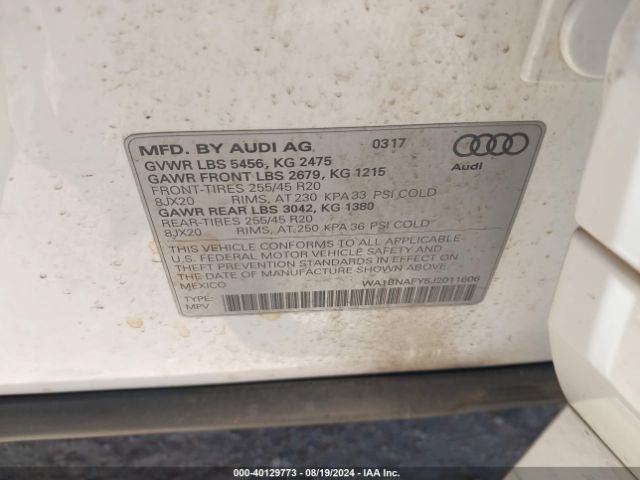 MFD. BY AUDI AG 0317
GVWR LBS 5456, KG 2475
GAWR FRONT LBS 2679, KG 1215
FRONT-TIRES 255/45 R20
8JX20 RIMS, AT 230 KPA 33 PSI COLD
GAWR REAR LBS 3042, KG 1380
REAR-TIRES 255/45 R20
8JX20 RIMS, AT 250 KPA 36 PSI COLD
Audi
THIS VEHICLE CONFORMS TO ALL APPLICABLE-
U.S. FEDERAL MOTOR VEHICLE SAFETY AND
THEFT PREVENTION STANDARDS IN EFFECT ON
THE DATE OF MANUFACTURE SHOWN ABOVE
MEXICO
WA1BNAFY5J2011606
TYPE:
MPV
000-40129773 - 08/19/2024 - IAA Inc.